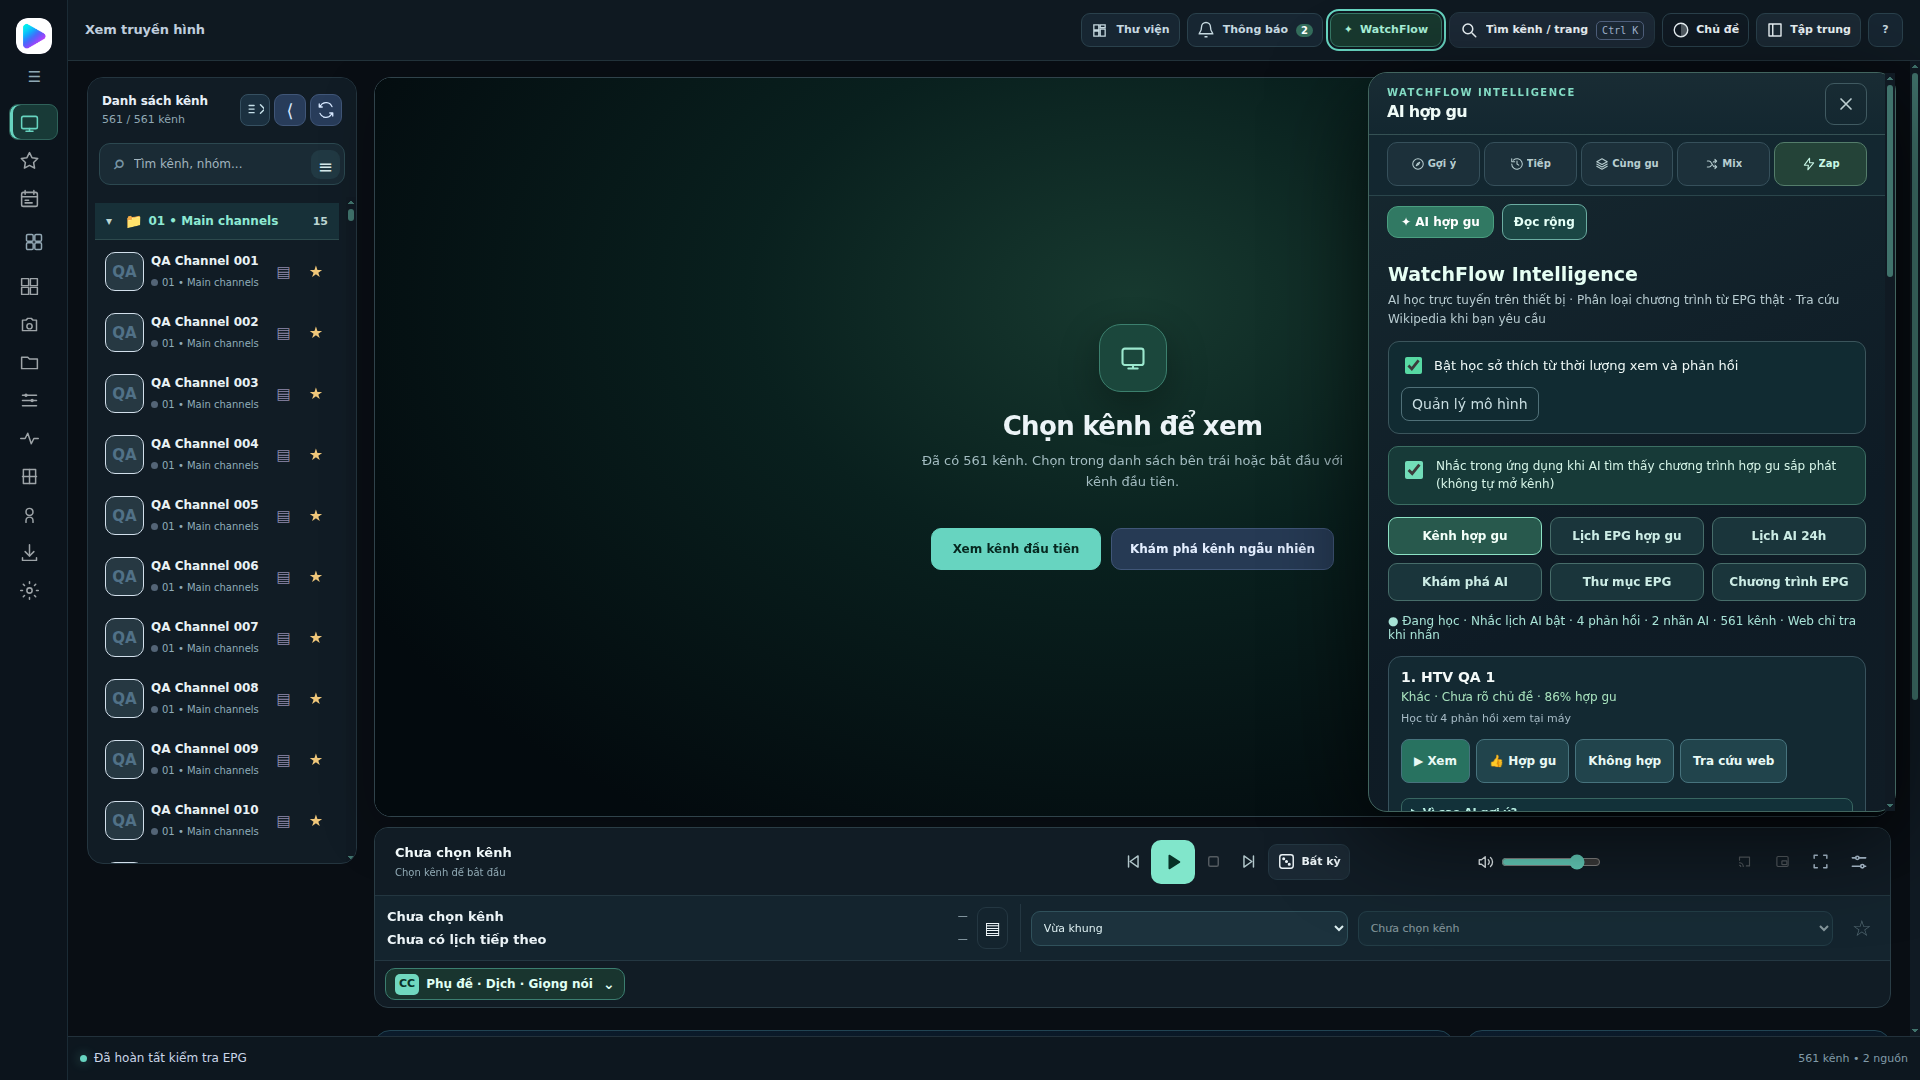 Xem truyền hình
Thư viện
Thông báo 2
✦ WatchFlow
Tìm kênh / trang Ctrl K
Chủ đề
Tập trung
?
Danh sách kênh
561 / 561 kênh
Tìm kênh, nhóm...
01 • Main channels 15
QA
QA Channel 001
01 • Main channels
QA
QA Channel 002
01 • Main channels
QA
QA Channel 003
01 • Main channels
QA
QA Channel 004
01 • Main channels
QA
QA Channel 005
01 • Main channels
QA
QA Channel 006
01 • Main channels
QA
QA Channel 007
01 • Main channels
QA
QA Channel 008
01 • Main channels
QA
QA Channel 009
01 • Main channels
QA
QA Channel 010
01 • Main channels
Chọn kênh để xem
Đã có 561 kênh. Chọn trong danh sách bên trái hoặc bắt đầu với
kênh đầu tiên.
Xem kênh đầu tiên
Khám phá kênh ngẫu nhiên
WATCHFLOW INTELLIGENCE
AI hợp gu
Gợi ý
Tiếp
Cùng gu
Mix
Zap
✦ AI hợp gu
Đọc rộng
WatchFlow Intelligence
AI học trực tuyến trên thiết bị · Phân loại chương trình từ EPG thật · Tra cứu
Wikipedia khi bạn yêu cầu
Bật học sở thích từ thời lượng xem và phản hồi
Quản lý mô hình
Nhắc trong ứng dụng khi AI tìm thấy chương trình hợp gu sắp phát
(không tự mở kênh)
Kênh hợp gu
Lịch EPG hợp gu
Lịch AI 24h
Khám phá AI
Thư mục EPG
Chương trình EPG
● Đang học · Nhắc lịch AI bật · 4 phản hồi · 2 nhãn AI · 561 kênh · Web chỉ tra
khi nhấn
1. HTV QA 1
Khác · Chưa rõ chủ đề · 86% hợp gu
Học từ 4 phản hồi xem tại máy
▶ Xem
👍 Hợp gu
Không hợp
Tra cứu web
▶ Vì sao AI gợi ý?
Chưa chọn kênh
Chọn kênh để bắt đầu
Bất kỳ
Chưa chọn kênh —
Chưa có lịch tiếp theo —
Vừa khung
Chưa chọn kênh
CC Phụ đề · Dịch · Giọng nói
Đã hoàn tất kiểm tra EPG
561 kênh • 2 nguồn